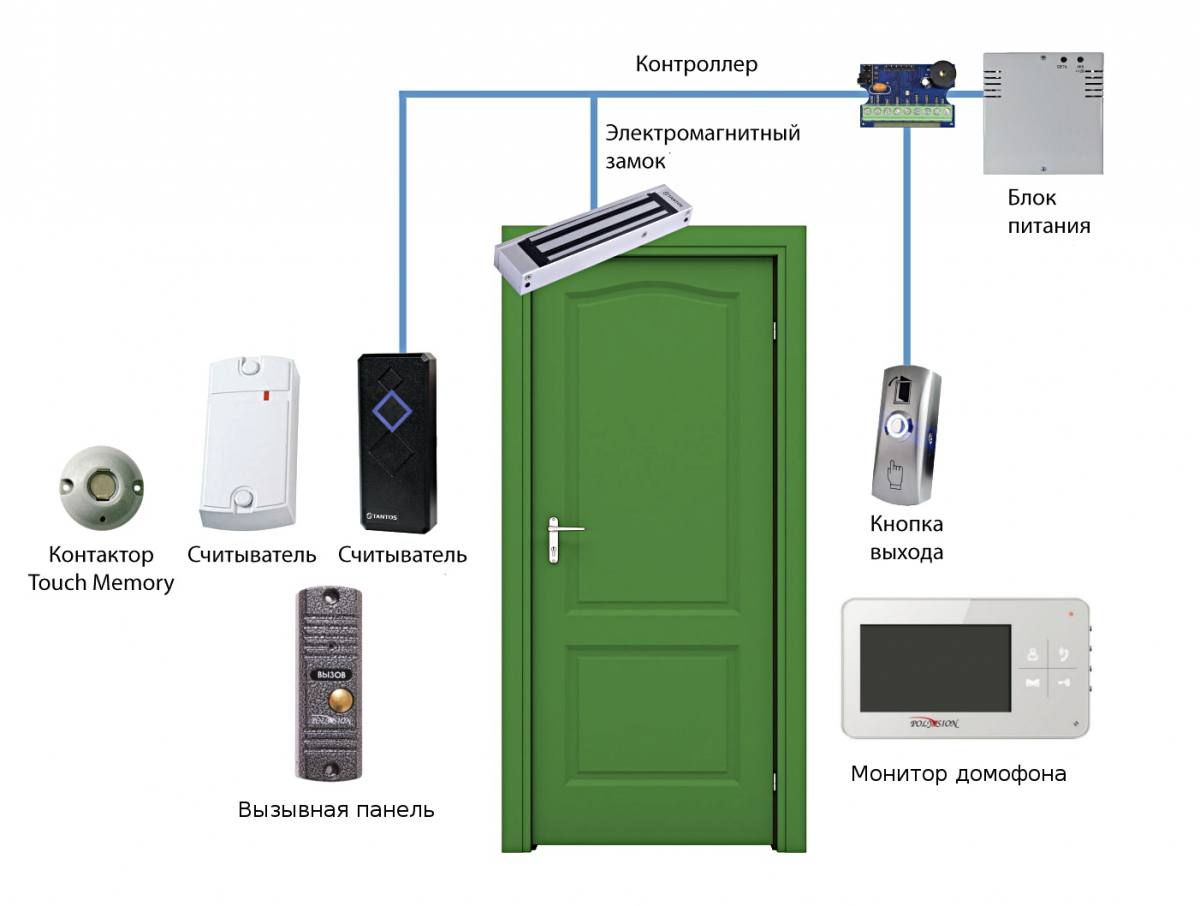 Контроллер
Электромагнитный
замок
TANTOS
Блок
питания
Контактор
Touch Memory
Считыватель
Считыватель
TANTOS
Кнопка
выхода
ВЫЗОВ
POLYVISION
Вызывная панель
POLYVISION
Монитор домофона